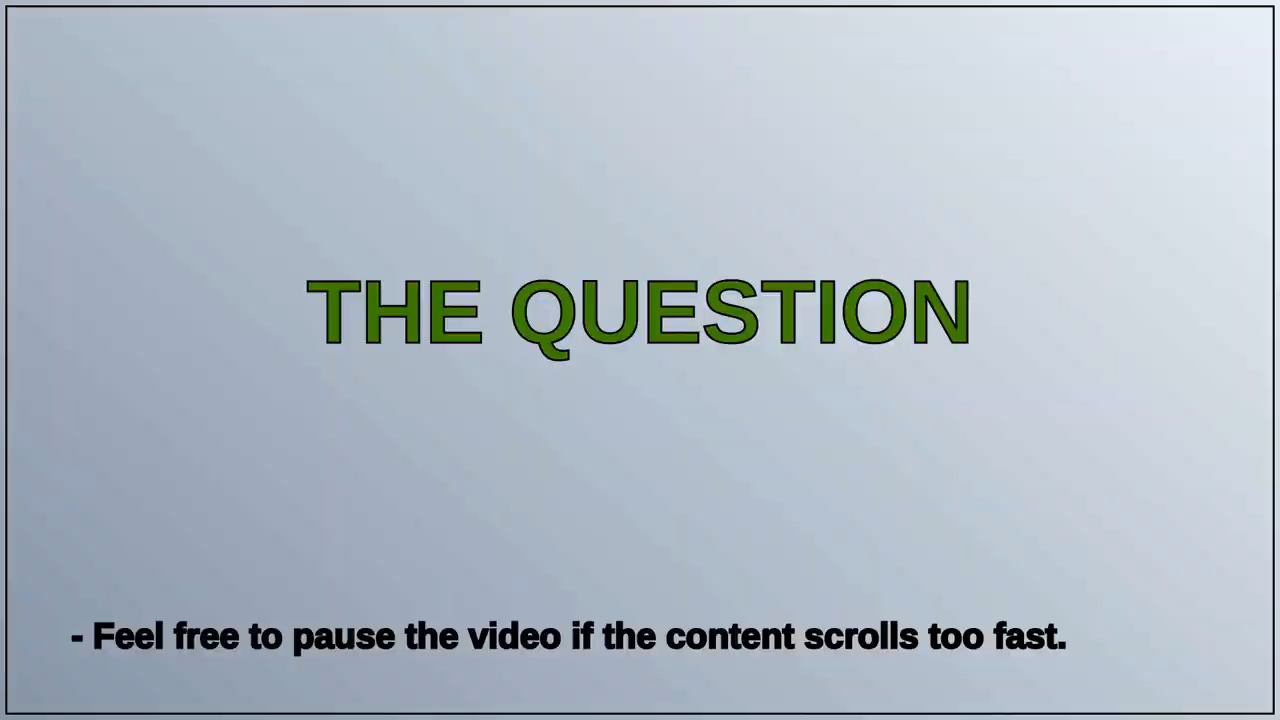 THE QUESTION
- Feel free to pause the video if the content scrolls too fast.